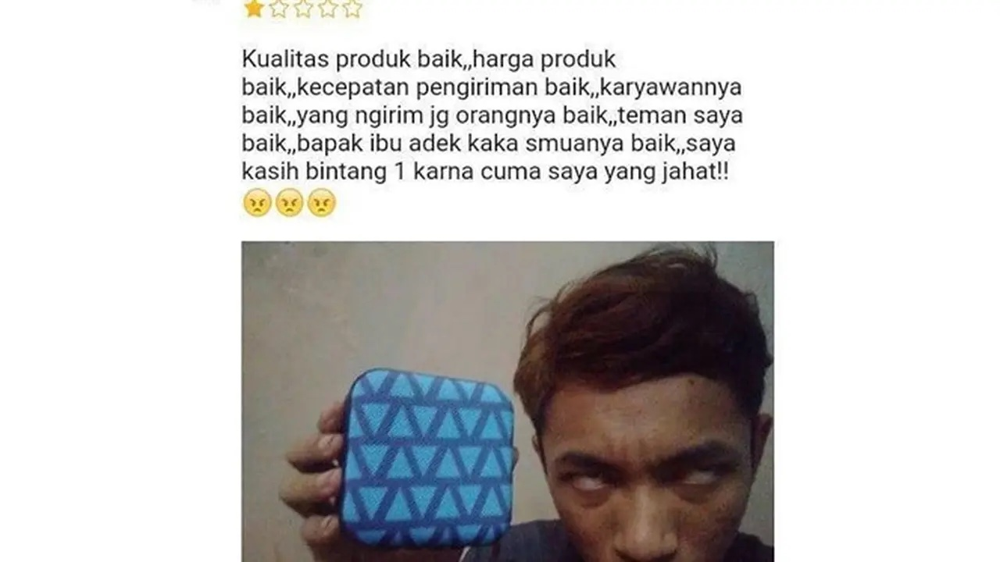 Kualitas produk baik,,harga produk
baik,,kecepatan pengiriman baik,,karyawannya
baik,,yang ngirim jg orangnya baik,,teman saya
baik,,bapak ibu adek kaka smuanya baik,,saya
kasih bintang 1 karna cuma saya yang jahat!!
😠😠😠